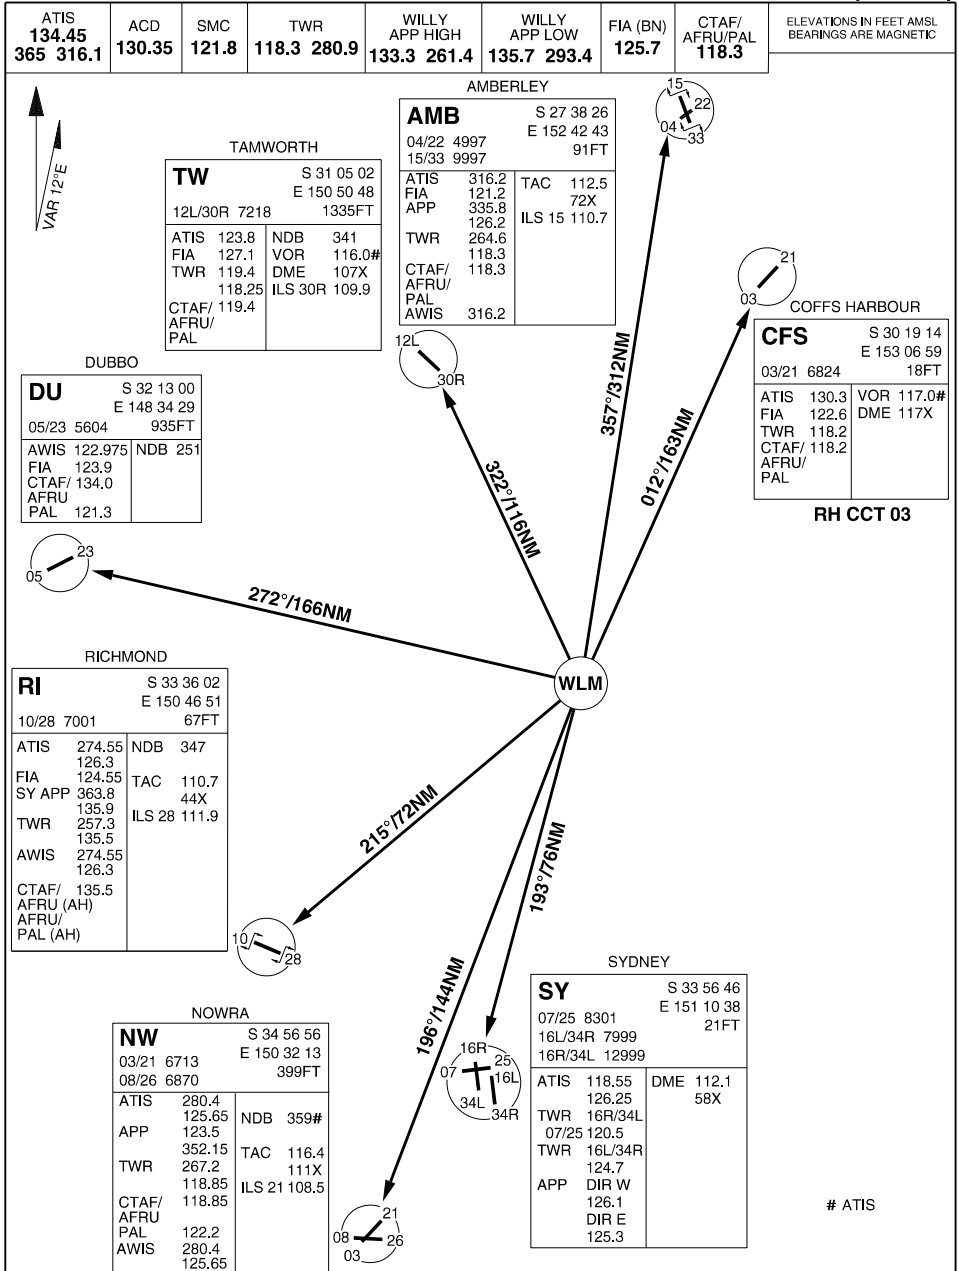 ATIS
134.45
365 316.1
ACD
130.35
SMC
121.8
TWR
118.3 280.9
WILLY
APP HIGH
133.3 261.4
WILLY
APP LOW
135.7 293.4
FIA (BN)
125.7
CTAF/
AFRU/PAL
118.3
ELEVATIONS IN FEET AMSL
BEARINGS ARE MAGNETIC
VAR 12°E
AMBERLEY
AMB S 27 38 26
E 152 42 43
04/22 4997 91FT
15/33 9997
ATIS 316.2
FIA 121.2
APP 335.8
126.2
TWR 264.6
118.3
CTAF/ 118.3
AFRU/
PAL
AWIS 316.2
TAC 112.5
72X
ILS 15 110.7
15
22
04
33
TAMWORTH
TW S 31 05 02
E 150 50 48
12L/30R 7218 1335FT
ATIS 123.8
FIA 127.1
TWR 119.4
118.25
CTAF/ 119.4
AFRU/
PAL
NDB 341
VOR 116.0#
DME 107X
ILS 30R 109.9
12L
30R
21
03
COFFS HARBOUR
CFS S 30 19 14
E 153 06 59
03/21 6824 18FT
ATIS 130.3
FIA 122.6
TWR 118.2
CTAF/ 118.2
AFRU/
PAL
VOR 117.0#
DME 117X
RH CCT 03
DUBBO
DU S 32 13 00
E 148 34 29
05/23 5604 935FT
AWIS 122.975
FIA 123.9
CTAF/ 134.0
AFRU
PAL 121.3
NDB 251
23
05
357°/312NM
012°/163NM
322°/116NM
272°/166NM
WLM
RICHMOND
RI S 33 36 02
E 150 46 51
10/28 7001 67FT
ATIS 274.55
126.3
FIA 124.55
SY APP 363.8
135.9
TWR 257.3
135.5
AWIS 274.55
126.3
CTAF/ 135.5
AFRU (AH)
AFRU/
PAL (AH)
NDB 347
TAC 110.7
44X
ILS 28 111.9
10
28
215°/72NM
193°/76NM
196°/144NM
NOWRA
NW S 34 56 56
E 150 32 13
03/21 6713 399FT
08/26 6870
ATIS 280.4
125.65
APP 123.5
352.15
TWR 267.2
118.85
CTAF/ 118.85
AFRU
PAL 122.2
AWIS 280.4
125.65
NDB 359#
TAC 116.4
111X
ILS 21 108.5
21
08
26
03
16R
07
25
16L
34L
34R
SYDNEY
SY S 33 56 46
E 151 10 38
07/25 8301 21FT
16L/34R 7999
16R/34L 12999
ATIS 118.55
126.25
TWR 16R/34L
07/25 120.5
TWR 16L/34R
124.7
APP DIR W
126.1
DIR E
125.3
DME 112.1
58X
# ATIS